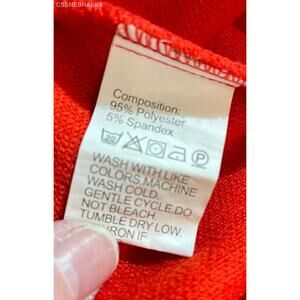 CSSNEBRASKA
Composition:
95% Polyester
5% Spandex
30
P
WASH WITH LIKE
COLORS.MACHINE
WASH COLD.
GENTLE CYCLE.DO
NOT BLEACH.
TUMBLE DRY LOW.
IRON IF